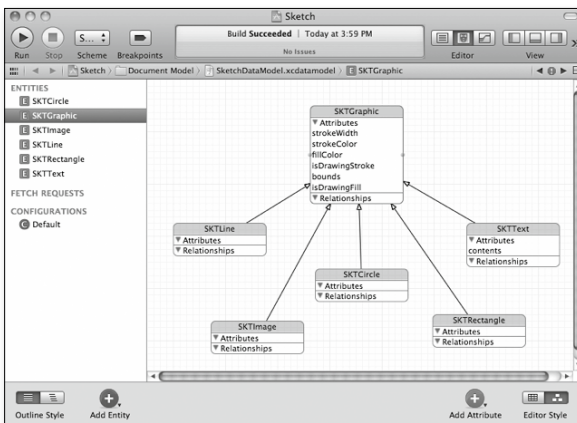 Sketch
Build Succeeded | Today at 3:59 PM
No Issues
S...
Run Stop Scheme Breakpoints
Editor View
Sketch Document Model SketchDataModel.xcdatamodel E SKTGraphic
ENTITIES
E SKTCircle
E SKTGraphic
E SKTImage
E SKTLine
E SKTRectangle
E SKTText
FETCH REQUESTS
CONFIGURATIONS
C Default
SKTGraphic
Attributes
strokeWidth
strokeColor
fillColor
isDrawingStroke
bounds
isDrawingFill
Relationships
SKTLine
Attributes
Relationships
SKTText
Attributes
contents
Relationships
SKTCircle
Attributes
Relationships
SKTImage
Attributes
Relationships
SKTRectangle
Attributes
Relationships
Outline Style Add Entity Add Attribute Editor Style